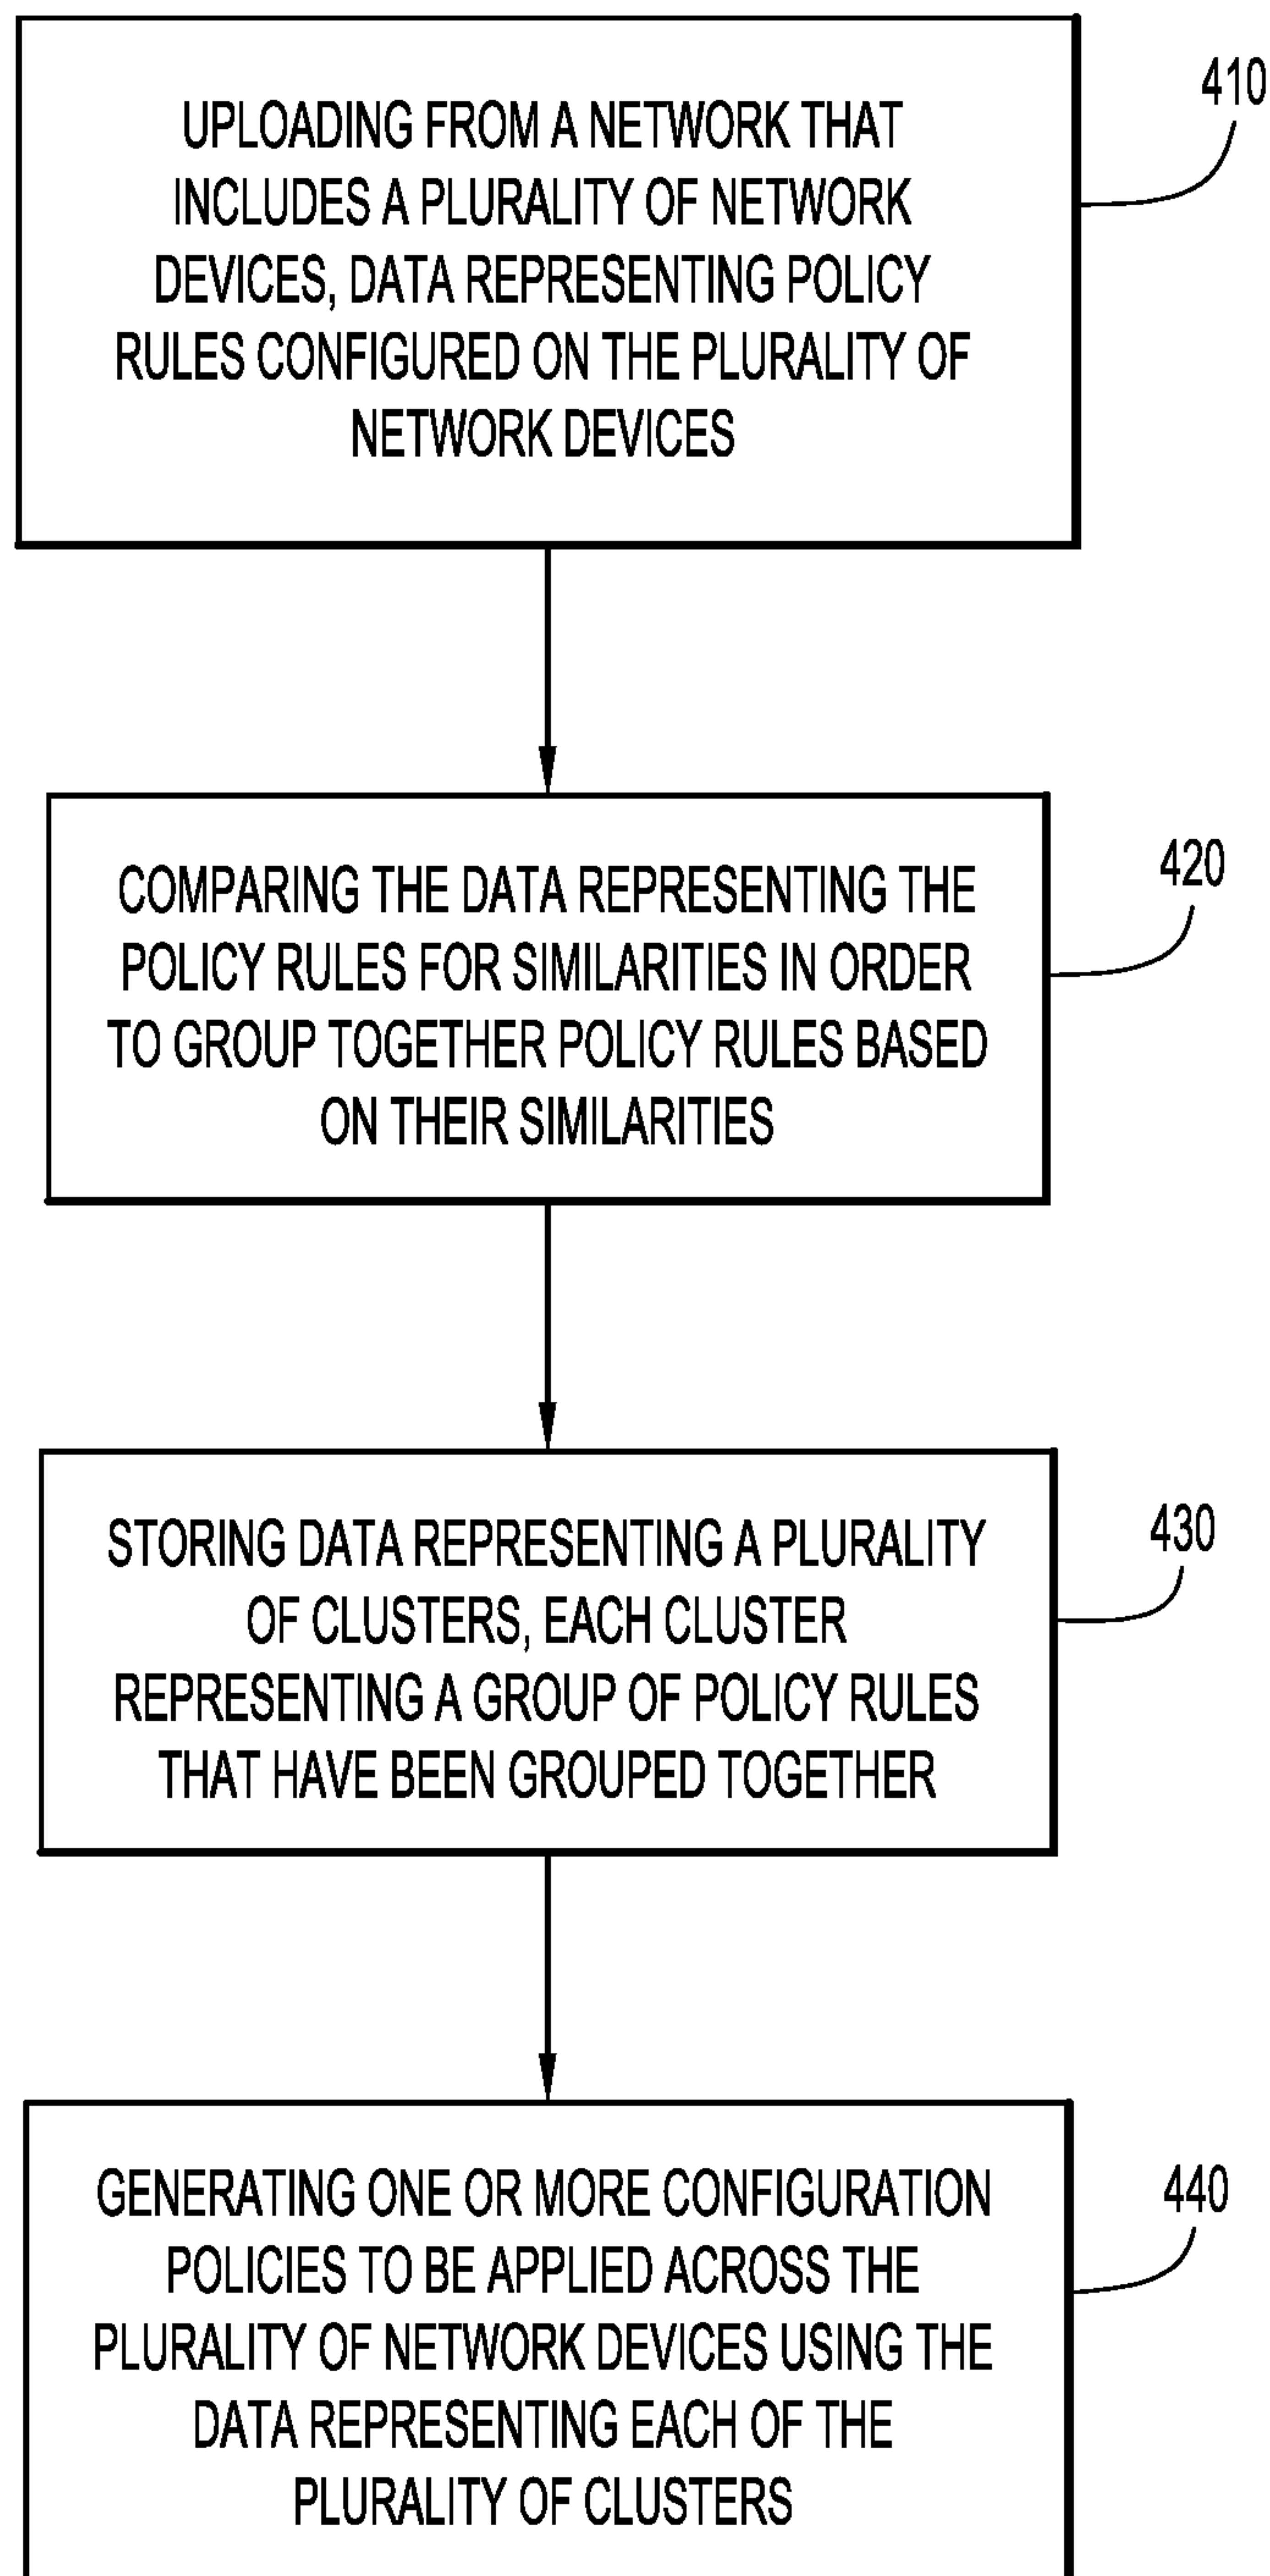 410
UPLOADING FROM A NETWORK THAT
INCLUDES A PLURALITY OF NETWORK
DEVICES, DATA REPRESENTING POLICY
RULES CONFIGURED ON THE PLURALITY OF
NETWORK DEVICES
420
COMPARING THE DATA REPRESENTING THE
POLICY RULES FOR SIMILARITIES IN ORDER
TO GROUP TOGETHER POLICY RULES BASED
ON THEIR SIMILARITIES
430
STORING DATA REPRESENTING A PLURALITY
OF CLUSTERS, EACH CLUSTER
REPRESENTING A GROUP OF POLICY RULES
THAT HAVE BEEN GROUPED TOGETHER
440
GENERATING ONE OR MORE CONFIGURATION
POLICIES TO BE APPLIED ACROSS THE
PLURALITY OF NETWORK DEVICES USING THE
DATA REPRESENTING EACH OF THE
PLURALITY OF CLUSTERS